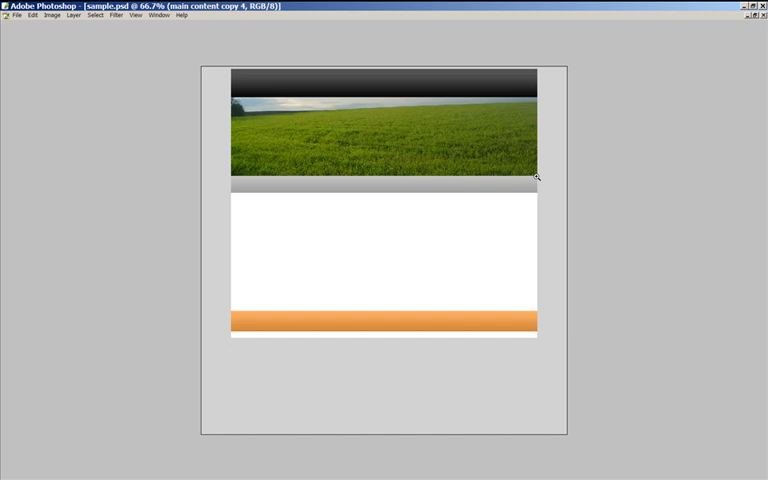 Adobe Photoshop - [sample.psd @ 66.7% (main content copy 4, RGB/8)]
File Edit Image Layer Select Filter View Window Help